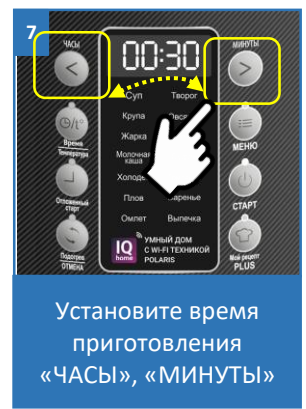 7
ЧАСЫ
МИНУТЫ
00:30
Суп
Творог
/t°
Время
Температура
Крупа
МЕНЮ
Жарка
Молочная
каша
Отложенный
старт
СТАРТ
Плов
Варенье
Омлет
Выпечка
Подогрев
ОТМЕНА
IQ
home
УМНЫЙ ДОМ
С WI-FI ТЕХНИКОЙ
POLARIS
Мой рецепт
PLUS
Установите время
приготовления
«ЧАСЫ», «МИНУТЫ»